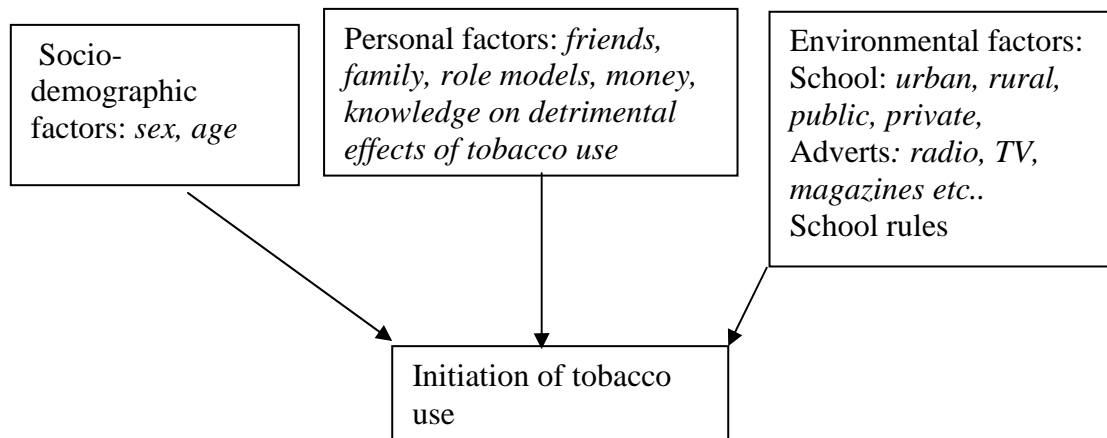 Socio-
demographic
factors: sex, age
Personal factors: friends,
family, role models, money,
knowledge on detrimental
effects of tobacco use
Environmental factors:
School: urban, rural,
public, private,
Adverts: radio, TV,
magazines etc..
School rules
Initiation of tobacco
use